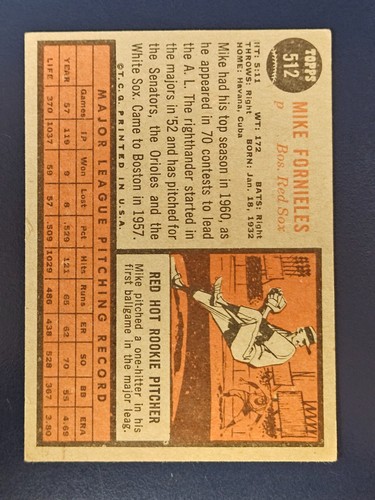 TOPPS
512
MIKE FORNIELES
p Bos. Red Sox
HT: 5:11 WT: 172 BATS: Right
THROWS: Right BORN: Jan. 18, 1932
HOME: Havana, Cuba
Mike had his top season in 1960, as
he appeared in 70 contests to lead
the A. L. The righthander started in
the majors in '52 and has pitched for
the Senators, the Orioles and the
White Sox. Came to Boston in 1957.
©T.C.G. PRINTED IN U.S.A.
RED HOT ROOKIE PITCHER
Mike pitched a one-hitter in his
first ballgame in the major leag.
MAJOR LEAGUE PITCHING RECORD
Games IP Won Lost Pct Hits Runs ER SO BB ERA
YEAR 57 119 9 8 .529 121 65 62 70 55 4.69
LIFE 370 1037 59 57 .509 1029 488 438 528 367 3.80